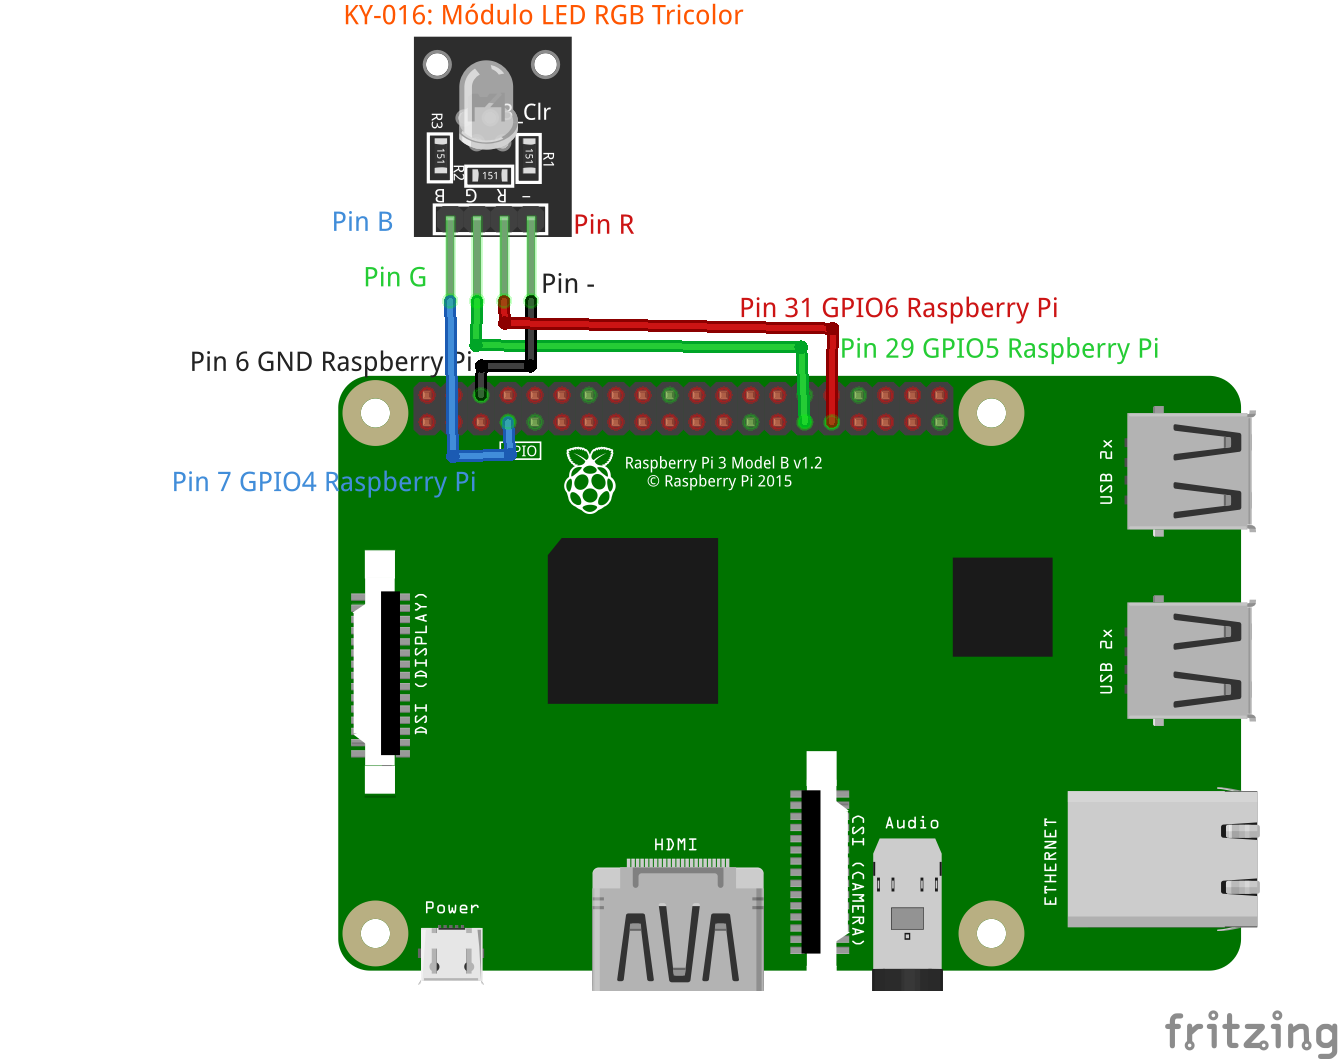 KY-016: Módulo LED RGB Tricolor
_Clr
R3
151
R2
151
151
R1
B G R -
Pin B
Pin R
Pin G
Pin -
Pin 31 GPIO6 Raspberry Pi
Pin 29 GPIO5 Raspberry Pi
Pin 6 GND Raspberry Pi
Pin 7 GPIO4 Raspberry Pi
Raspberry Pi 3 Model B v1.2
© Raspberry Pi 2015
USB 2x
USB 2x
DSI (DISPLAY)
HDMI
CSI (CAMERA)
Audio
ETHERNET
Power
fritzing